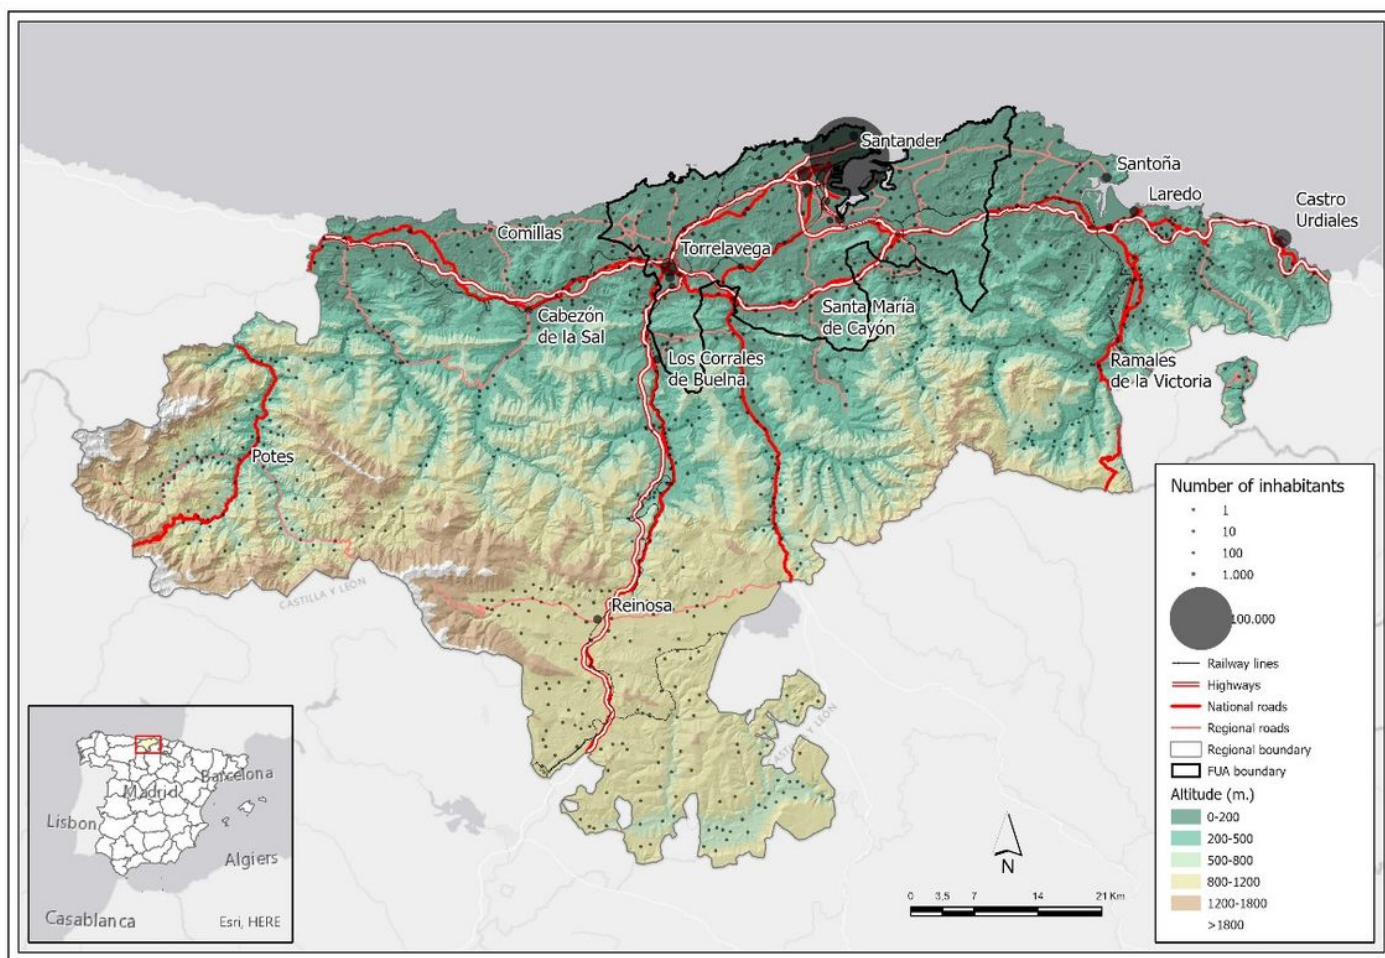 Santander
Santoña
Laredo
Castro
Urdiales
Comillas
Torrelavega
Cabezón
de la Sal
Santa María
de Cayón
Los Corrales
de Buelna
Ramales
de la Victoria
Potes
CASTILLA Y LEÓN
Reinosa
CASTILLA Y LEÓN
Number of inhabitants
1
10
100
1.000
100.000
Railway lines
Highways
National roads
Regional roads
Regional boundary
FUA boundary
Altitude (m.)
0-200
200-500
500-800
800-1200
1200-1800
>1800
N
0 3,5 7 14 21 Km
Barcelona
Madrid
Lisbon
Algiers
Casablanca
Esri, HERE